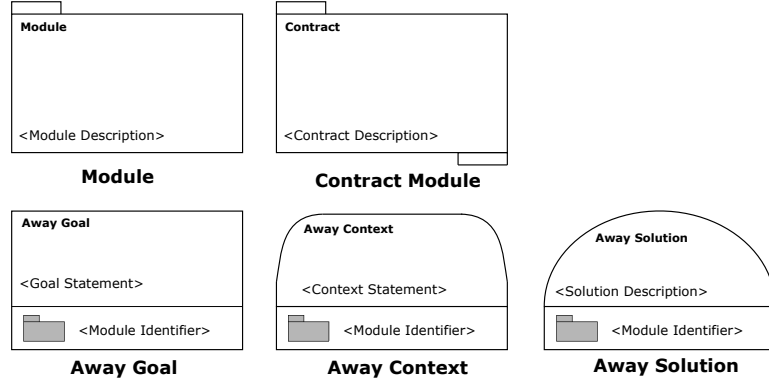 Module
<Module Description>
Module
Contract
<Contract Description>
Contract Module
Away Goal
<Goal Statement>
<Module Identifier>
Away Goal
Away Context
<Context Statement>
<Module Identifier>
Away Context
Away Solution
<Solution Description>
<Module Identifier>
Away Solution